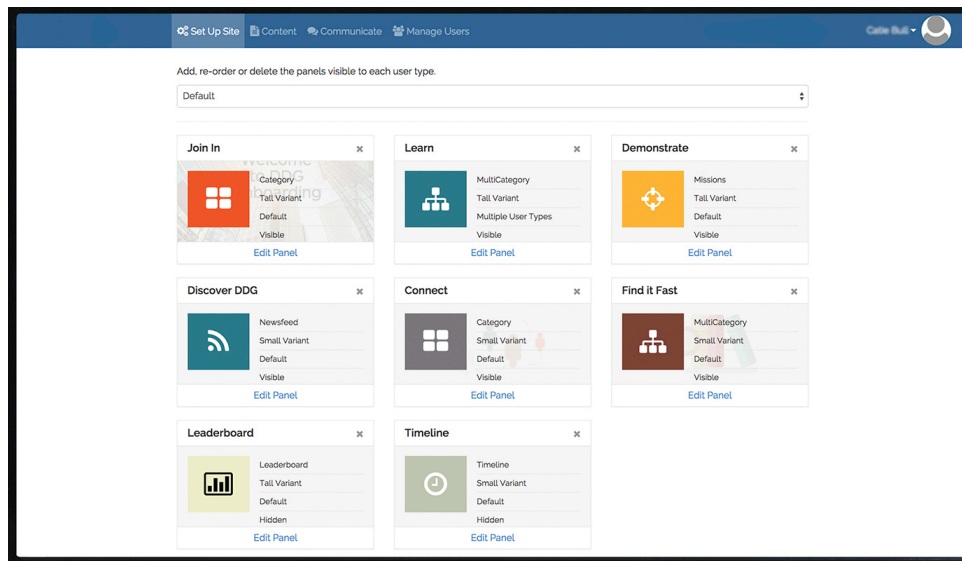 Set Up Site Content Communicate Manage Users
Add, re-order or delete the panels visible to each user type.
Default
Join In
Welcome
to DDG
onboarding
Category
Tall Variant
Default
Visible
Edit Panel
Learn
MultiCategory
Tall Variant
Multiple User Types
Visible
Edit Panel
Demonstrate
Missions
Tall Variant
Default
Visible
Edit Panel
Discover DDG
Newsfeed
Small Variant
Default
Visible
Edit Panel
Connect
Category
Small Variant
Default
Visible
Edit Panel
Find it Fast
MultiCategory
Small Variant
Default
Visible
Edit Panel
Leaderboard
Leaderboard
Tall Variant
Default
Hidden
Edit Panel
Timeline
Timeline
Small Variant
Default
Hidden
Edit Panel